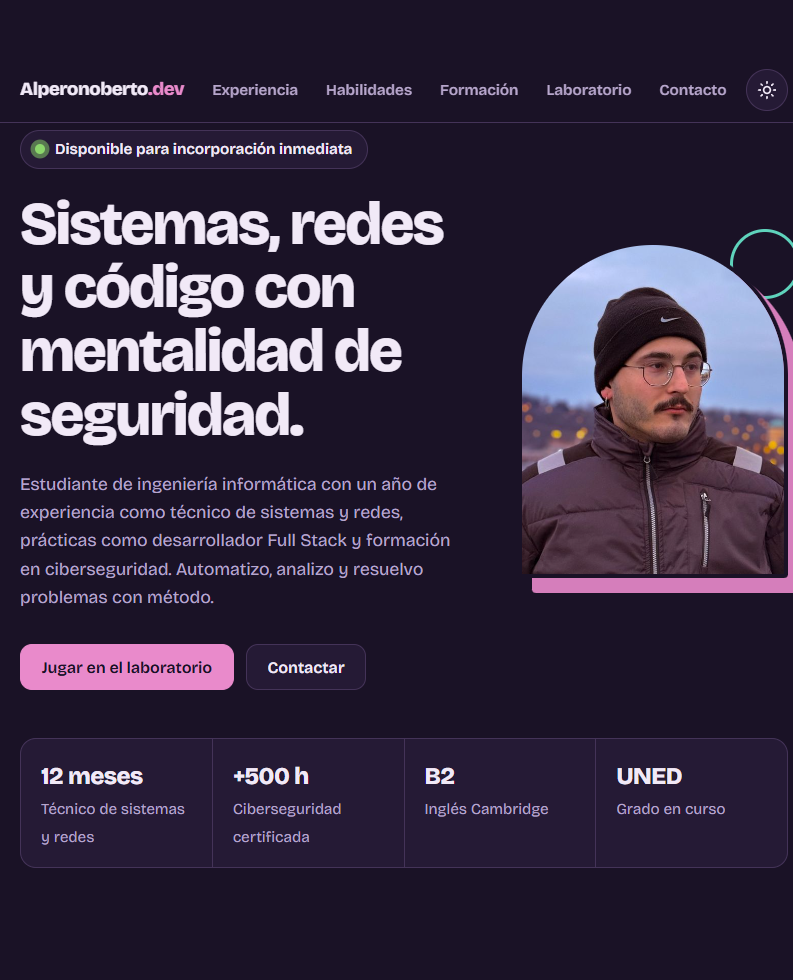 Alperonoberto.dev Experiencia Habilidades Formación Laboratorio Contacto
Disponible para incorporación inmediata
Sistemas, redes
y código con
mentalidad de
seguridad.
Estudiante de ingeniería informática con un año de
experiencia como técnico de sistemas y redes,
prácticas como desarrollador Full Stack y formación
en ciberseguridad. Automatizo, analizo y resuelvo
problemas con método.
Jugar en el laboratorio
Contactar
12 meses
Técnico de sistemas
y redes
+500 h
Ciberseguridad
certificada
B2
Inglés Cambridge
UNED
Grado en curso